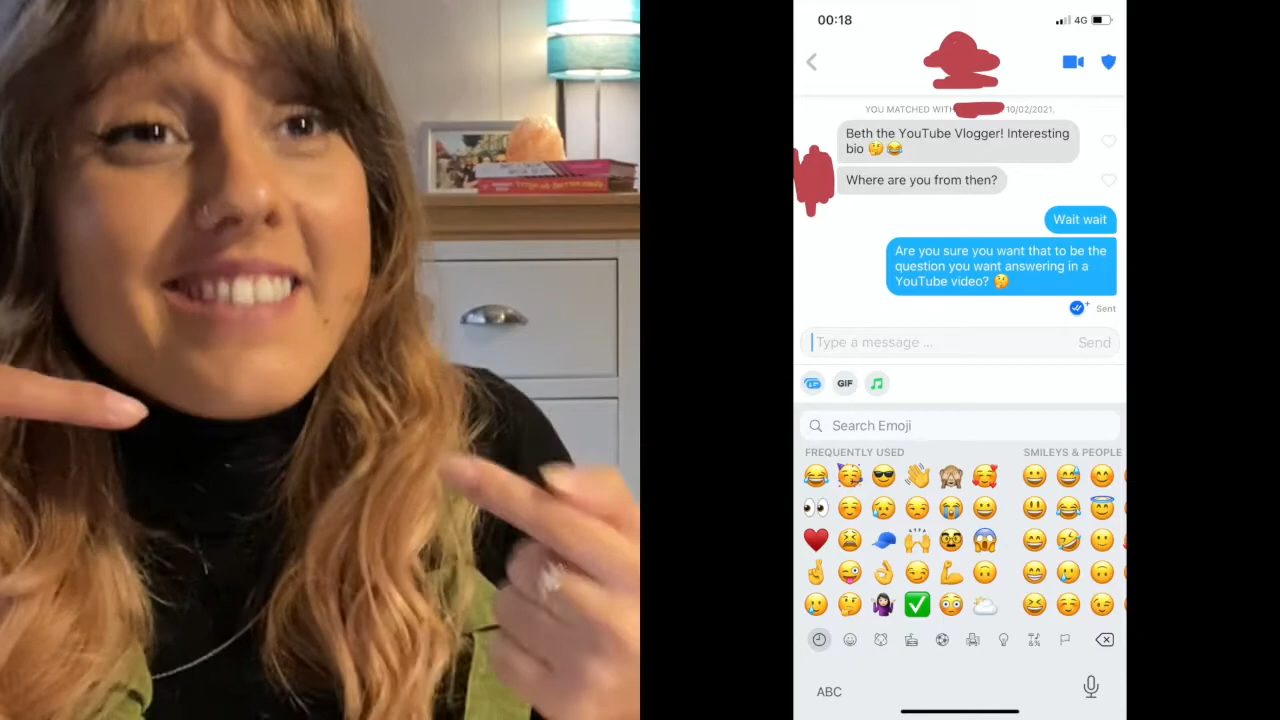 00:18
4G
YOU MATCHED WITH 10/02/2021.
Beth the YouTube Vlogger! Interesting
bio 🤔😂
Where are you from then?
Wait wait
Are you sure you want that to be the
question you want answering in a
YouTube video? 🤔
Sent
Type a message ...
Send
GIF
Search Emoji
FREQUENTLY USED
SMILEYS & PEOPLE
ABC